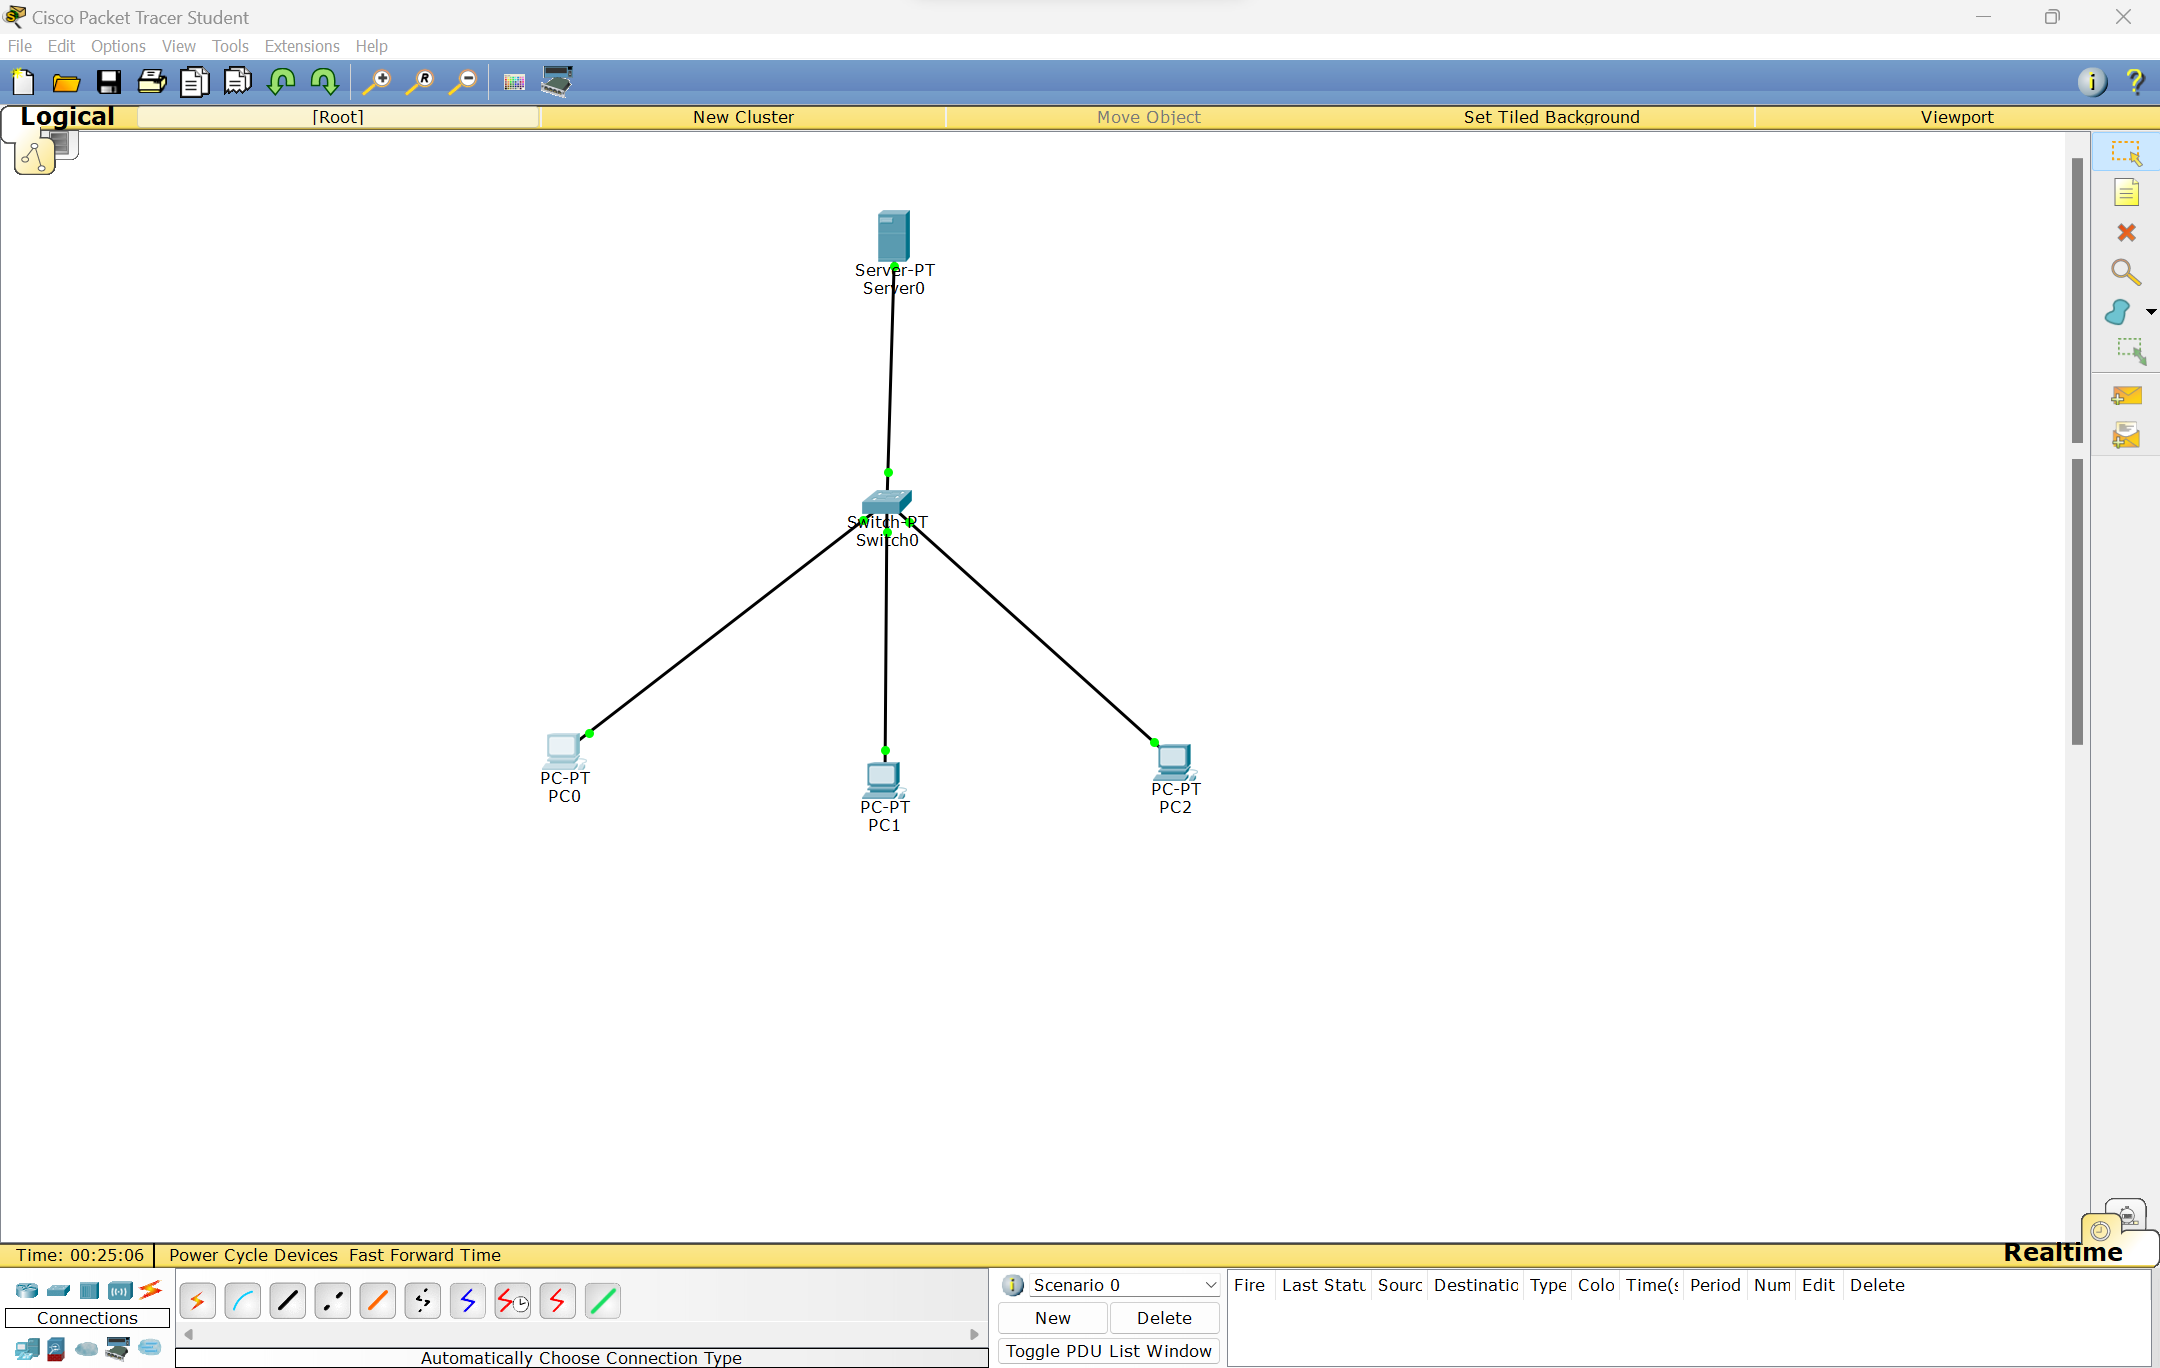 Cisco Packet Tracer Student
File Edit Options View Tools Extensions Help
Logical [Root] New Cluster Move Object Set Tiled Background Viewport
Server-PT
Server0
Switch-PT
Switch0
PC-PT
PC0
PC-PT
PC1
PC-PT
PC2
Time: 00:25:06 Power Cycle Devices Fast Forward Time Realtime
Connections
Automatically Choose Connection Type
Scenario 0
New Delete
Toggle PDU List Window
Fire Last Statu Sourc Destinatic Type Colo Time(s Period Num Edit Delete